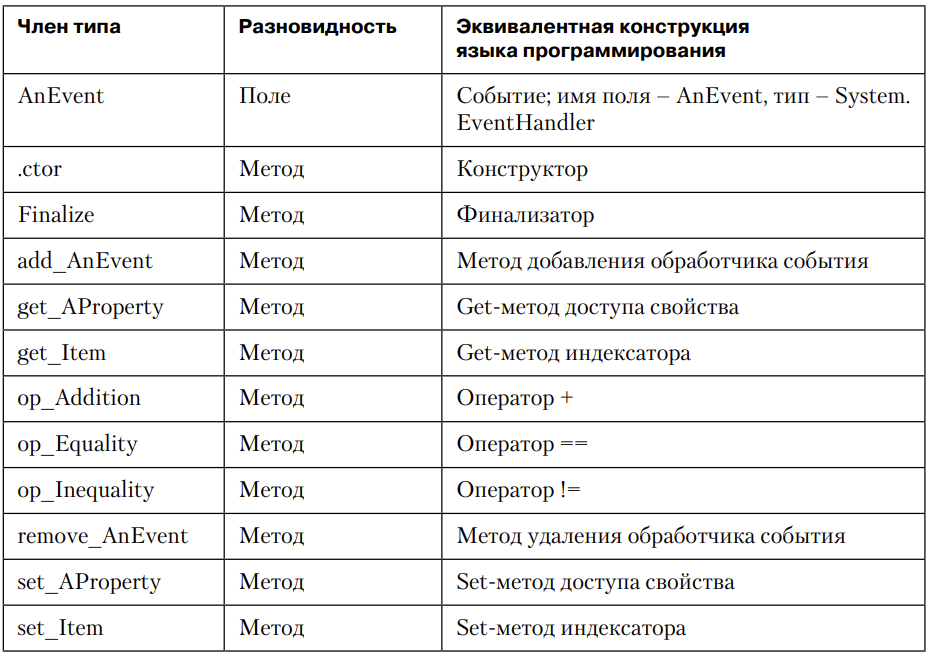 Член типа Разновидность Эквивалентная конструкция
языка программирования
AnEvent Поле Событие; имя поля – AnEvent, тип – System.
EventHandler
.ctor Метод Конструктор
Finalize Метод Финализатор
add_AnEvent Метод Метод добавления обработчика события
get_AProperty Метод Get-метод доступа свойства
get_Item Метод Get-метод индексатора
op_Addition Метод Оператор +
op_Equality Метод Оператор ==
op_Inequality Метод Оператор !=
remove_AnEvent Метод Метод удаления обработчика события
set_AProperty Метод Set-метод доступа свойства
set_Item Метод Set-метод индексатора